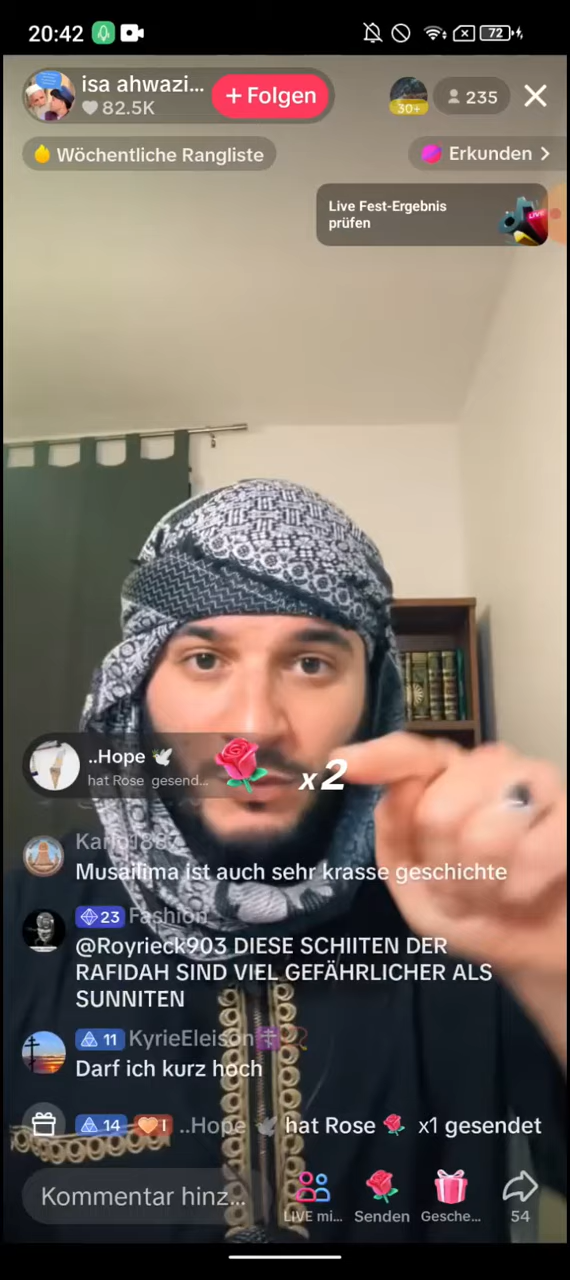 20:42
72
isa ahwazi...
82.5K
+ Folgen
30+
235
Wöchentliche Rangliste
Erkunden >
Live Fest-Ergebnis
prüfen
LIVE
..Hope 🕊
hat Rose gesend...
x2
Musailima ist auch sehr krasse geschichte
23 Fashion
@Royrieck903 DIESE SCHIITEN DER
RAFIDAH SIND VIEL GEFÄHRLICHER ALS
SUNNITEN
11 KyrieEleison☦️📿
Darf ich kurz hoch
14 I ..Hope 🕊 hat Rose 🌹 x1 gesendet
Kommentar hinz...
LIVE mi...
Senden
Gesche...
54